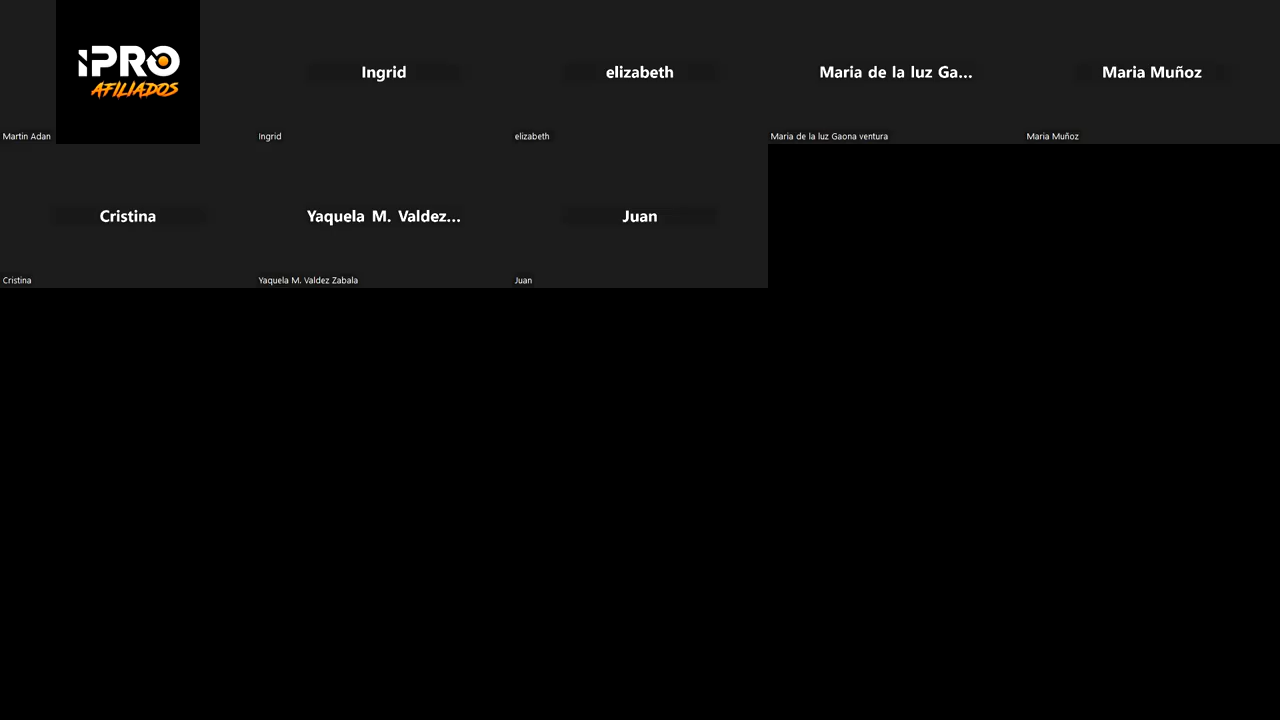 iPRO
AFILIADOS
Martin Adan
Ingrid
Ingrid
elizabeth
elizabeth
Maria de la luz Ga...
Maria de la luz Gaona ventura
Maria Muñoz
Maria Muñoz
Cristina
Cristina
Yaquela M. Valdez...
Yaquela M. Valdez Zabala
Juan
Juan